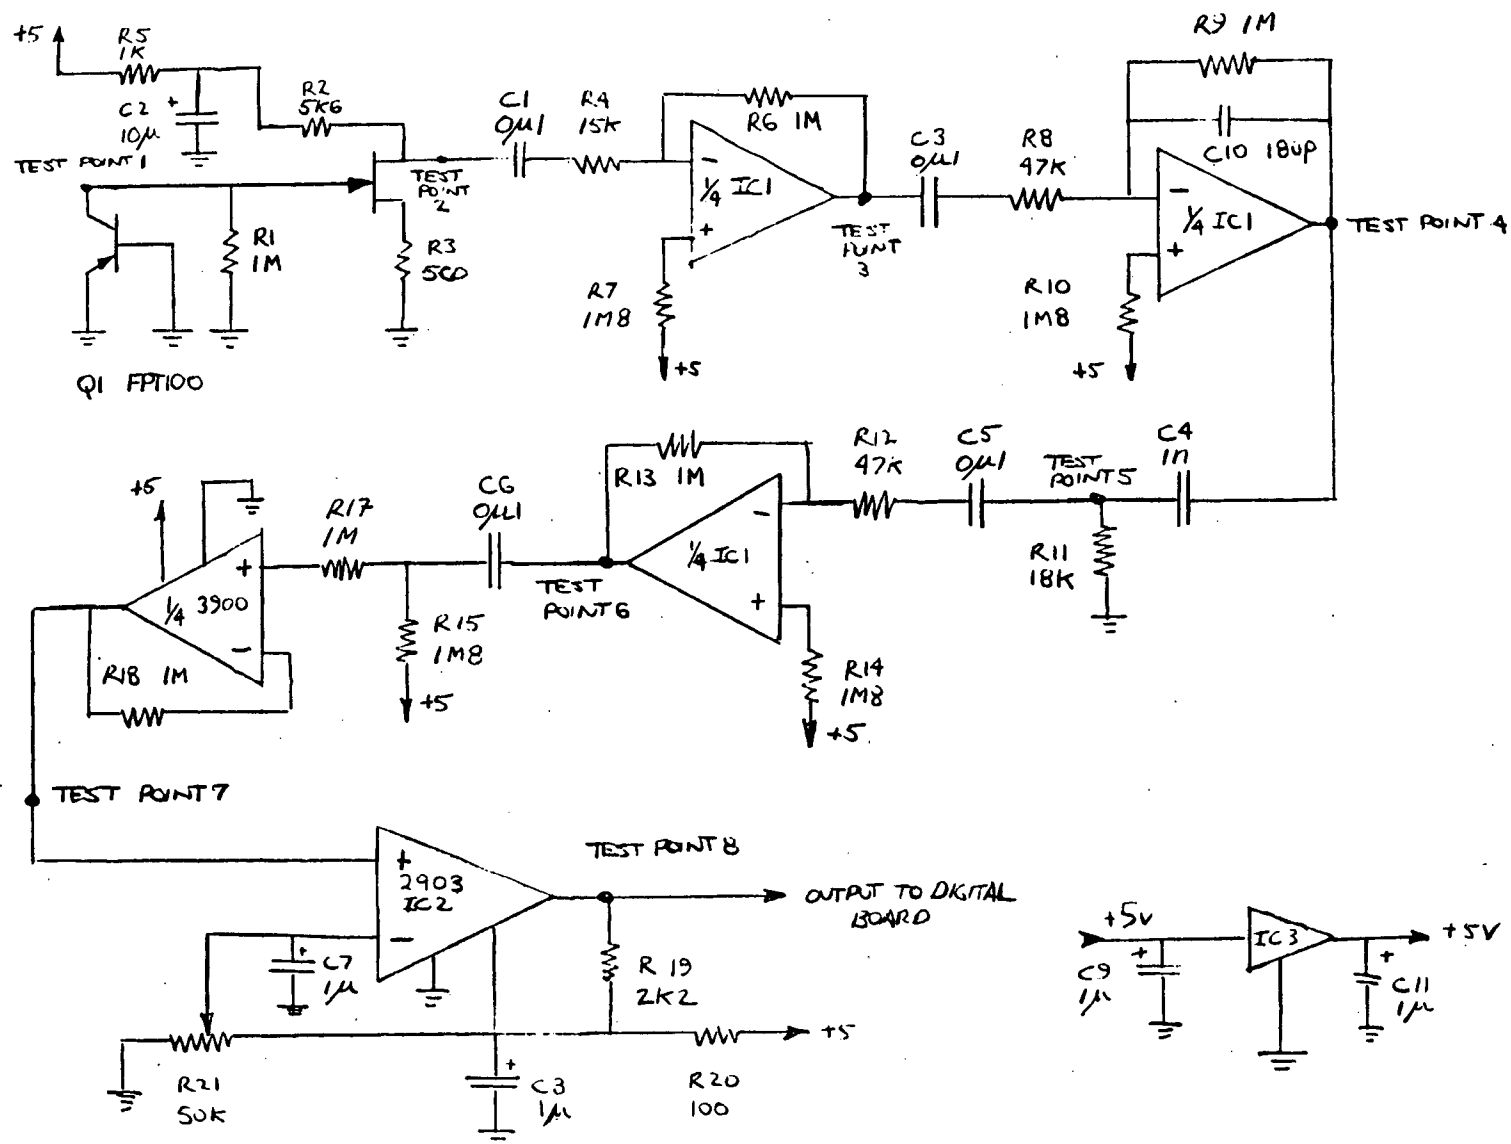 +5
R5
1K
C2
+
10µ
R2
5K6
C1
0µ1
R4
15K
R6 1M
TEST POINT 1
TEST
POINT
2
-
1/4 IC1
+
C3
0µ1
R8
47K
R9 1M
C10 180p
-
1/4 IC1
+
TEST POINT 4
R1
1M
R3
560
R7
1M8
+5
TEST
POINT
3
R10
1M8
+5
Q1 FPT100
+5
R17
1M
C6
0µ1
R13 1M
R12
47K
C5
0µ1
TEST
POINT 5
C4
1n
-
1/4 IC1
+
R11
18K
+
1/4 3900
-
TEST
POINT 6
R15
1M8
+5
R14
1M8
+5
R18 1M
TEST POINT 7
+
2903
IC2
-
TEST POINT 8
OUTPUT TO DIGITAL
BOARD
+
C7
1µ
R19
2K2
+5
R21
50K
+
C3
1µ
R20
100
+5V
IC3
+5V
+
C9
1µ
+
C11
1µ